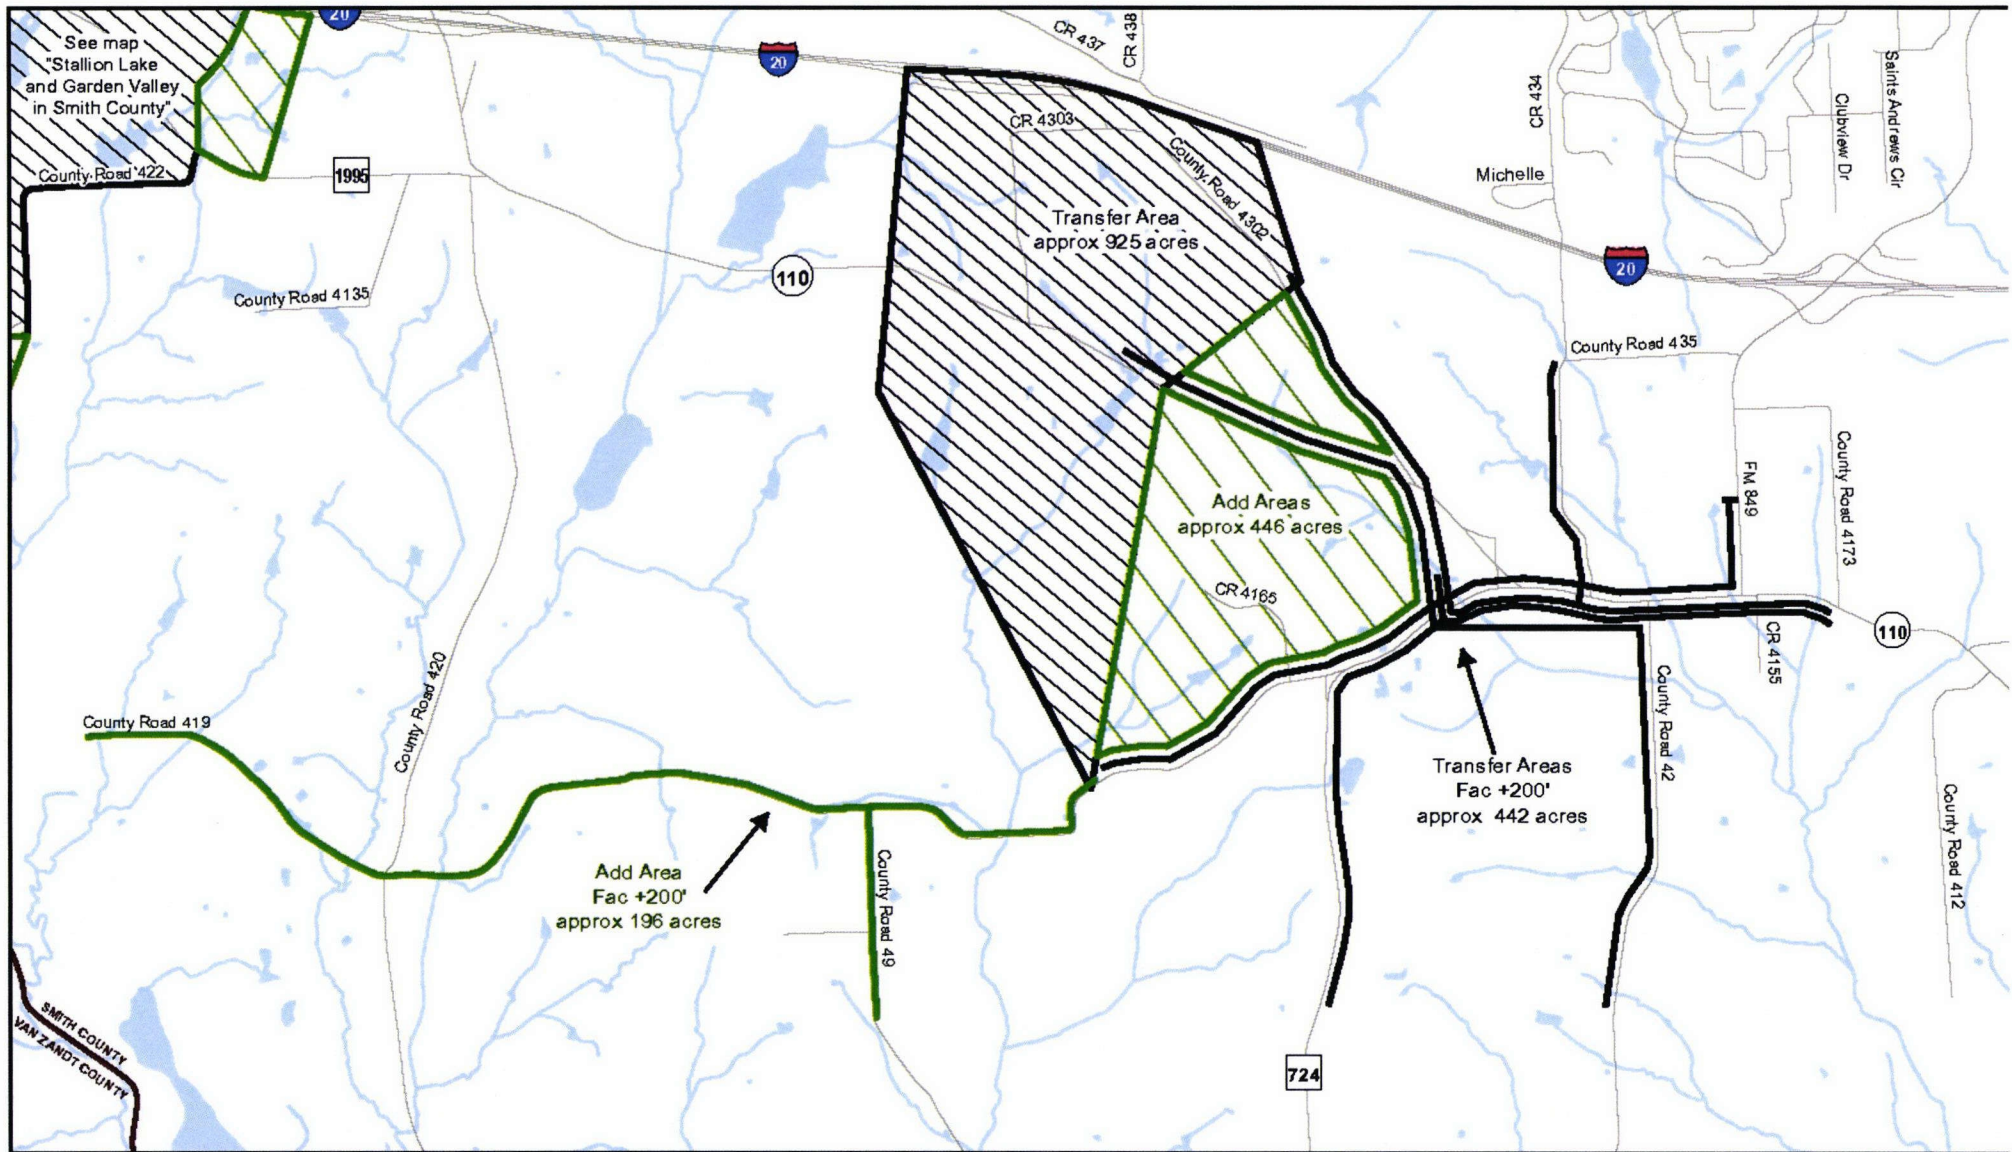 20
See map
"Stallion Lake
and Garden Valley
in Smith County"
CR 437
CR 438
20
CR 4303
County Road 4302
CR 434
Saints Andrews Cir
Clubview Dr
Michelle
County Road 422
1995
Transfer Area
approx 925 acres
110
20
County Road 4135
County Road 435
FM 849
County Road 4173
Add Areas
approx 446 acres
CR 4165
110
CR 4155
County Road 420
County Road 419
County Road 42
Transfer Areas
Fac +200'
approx 442 acres
County Road 412
Add Area
Fac +200'
approx 196 acres
County Road 49
SMITH COUNTY
VAN ZANDT COUNTY
724